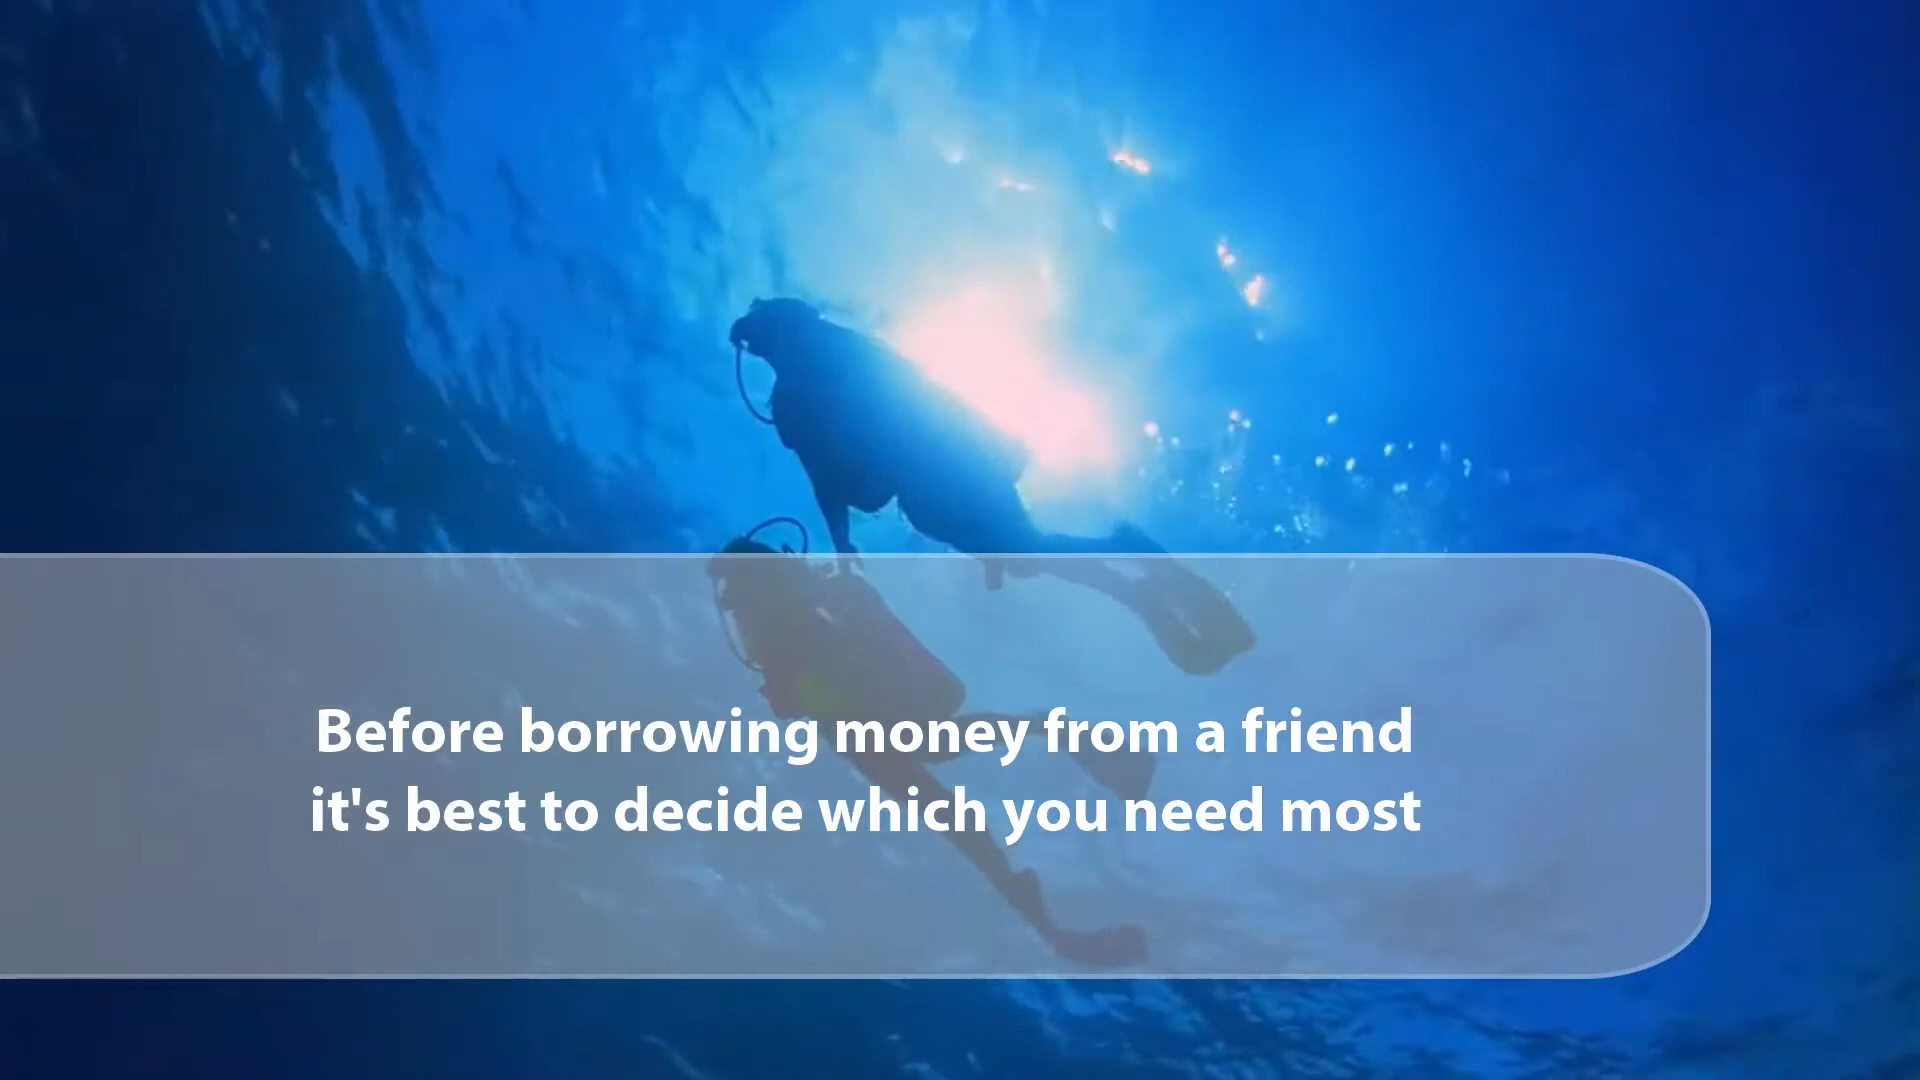 Before borrowing money from a friend
it's best to decide which you need most